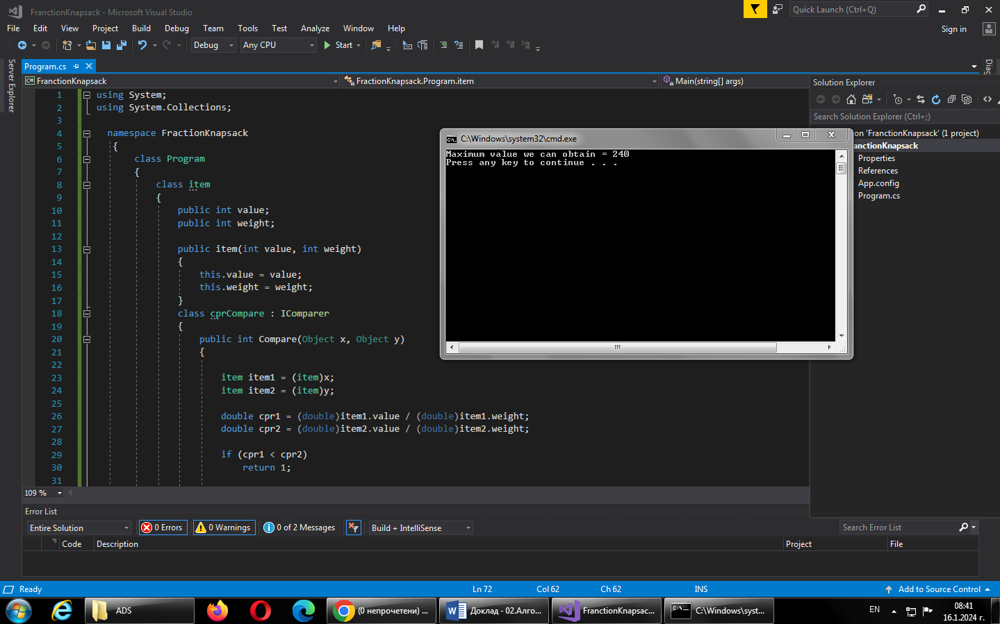 FranctionKnapsack - Microsoft Visual Studio
Quick Launch (Ctrl+Q)
File Edit View Project Build Debug Team Tools Test Analyze Window Help
Sign in
Debug Any CPU Start
Server Explorer
Program.cs
Diag
FranctionKnapsack FractionKnapsack.Program.item Main(string[] args)
1 using System;
2 using System.Collections;
3
4 namespace FractionKnapsack
5 {
6 class Program
7 {
8 class item
9 {
10 public int value;
11 public int weight;
12
13 public item(int value, int weight)
14 {
15 this.value = value;
16 this.weight = weight;
17 }
18 class cprCompare : IComparer
19 {
20 public int Compare(Object x, Object y)
21 {
22
23 item item1 = (item)x;
24 item item2 = (item)y;
25
26 double cpr1 = (double)item1.value / (double)item1.weight;
27 double cpr2 = (double)item2.value / (double)item2.weight;
28
29 if (cpr1 < cpr2)
30 return 1;
31
109 %
C:\Windows\system32\cmd.exe
Maximum value we can obtain = 240
Press any key to continue . . .
Solution Explorer
Search Solution Explorer (Ctrl+;)
on 'FranctionKnapsack' (1 project)
anctionKnapsack
Properties
References
App.config
Program.cs
Error List
Entire Solution 0 Errors 0 Warnings 0 of 2 Messages Build + IntelliSense Search Error List
Code Description Project File
Ready Ln 72 Col 62 Ch 62 INS Add to Source Control
ADS (0 непрочетени) ... Доклад - 02.Алго... FranctionKnapsac... C:\Windows\syst... EN 08:41
16.1.2024 г.